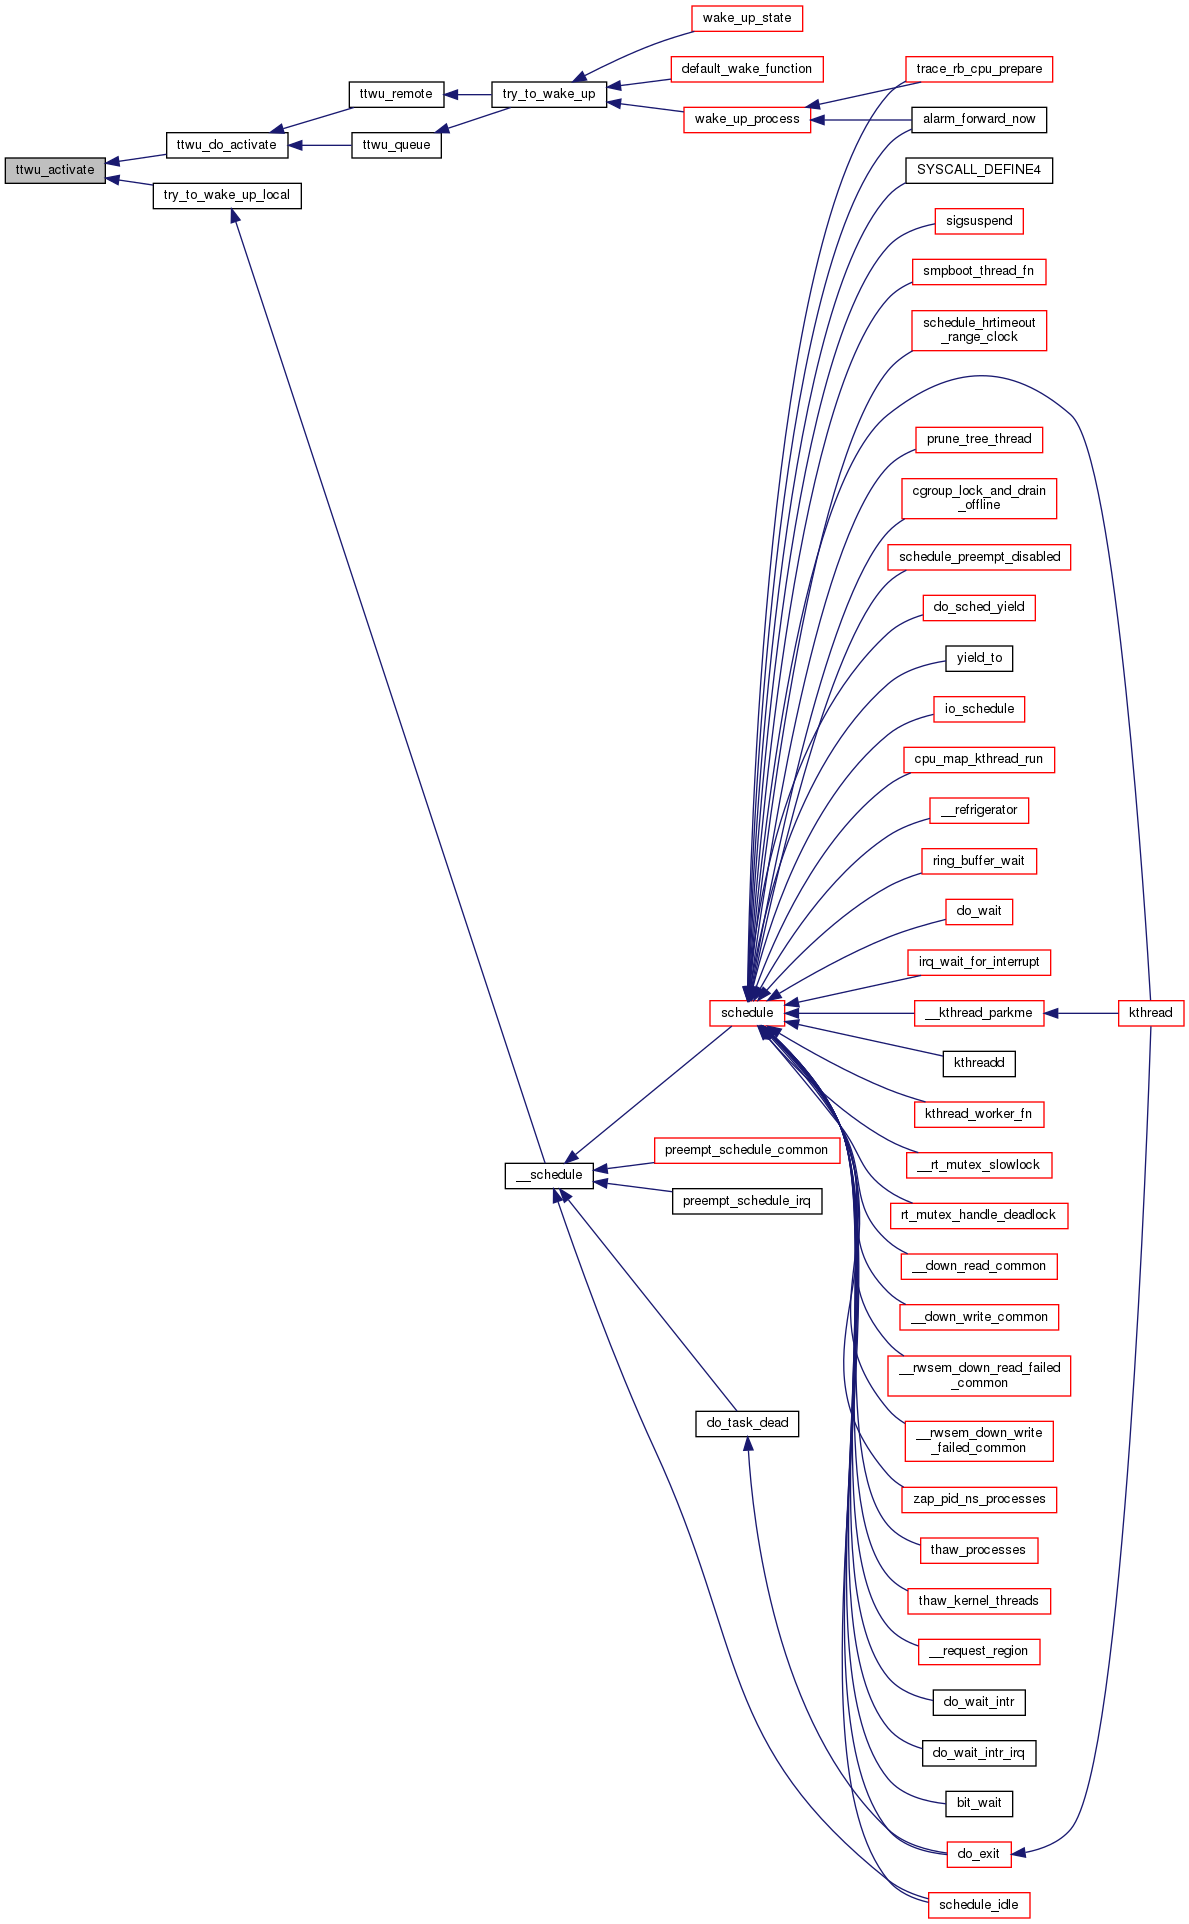 wake_up_state
default_wake_function
trace_rb_cpu_prepare
ttwu_remote
try_to_wake_up
wake_up_process
alarm_forward_now
ttwu_do_activate
ttwu_queue
ttwu_activate
SYSCALL_DEFINE4
try_to_wake_up_local
sigsuspend
smpboot_thread_fn
schedule_hrtimeout
_range_clock
prune_tree_thread
cgroup_lock_and_drain
_offline
schedule_preempt_disabled
do_sched_yield
yield_to
io_schedule
cpu_map_kthread_run
__refrigerator
ring_buffer_wait
do_wait
irq_wait_for_interrupt
schedule
__kthread_parkme
kthread
kthreadd
kthread_worker_fn
preempt_schedule_common
__rt_mutex_slowlock
__schedule
preempt_schedule_irq
rt_mutex_handle_deadlock
__down_read_common
__down_write_common
__rwsem_down_read_failed
_common
do_task_dead
__rwsem_down_write
_failed_common
zap_pid_ns_processes
thaw_processes
thaw_kernel_threads
__request_region
do_wait_intr
do_wait_intr_irq
bit_wait
do_exit
schedule_idle